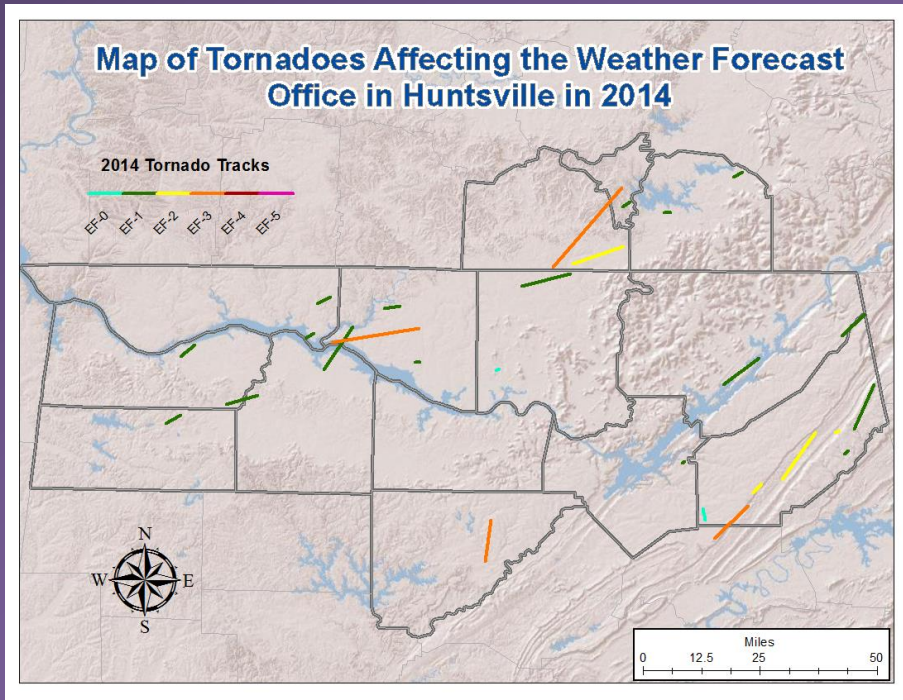 Map of Tornadoes Affecting the Weather Forecast
Office in Huntsville in 2014
2014 Tornado Tracks
EF-0 EF-1 EF-2 EF-3 EF-4 EF-5
N
W E
S
Miles
0 12.5 25 50